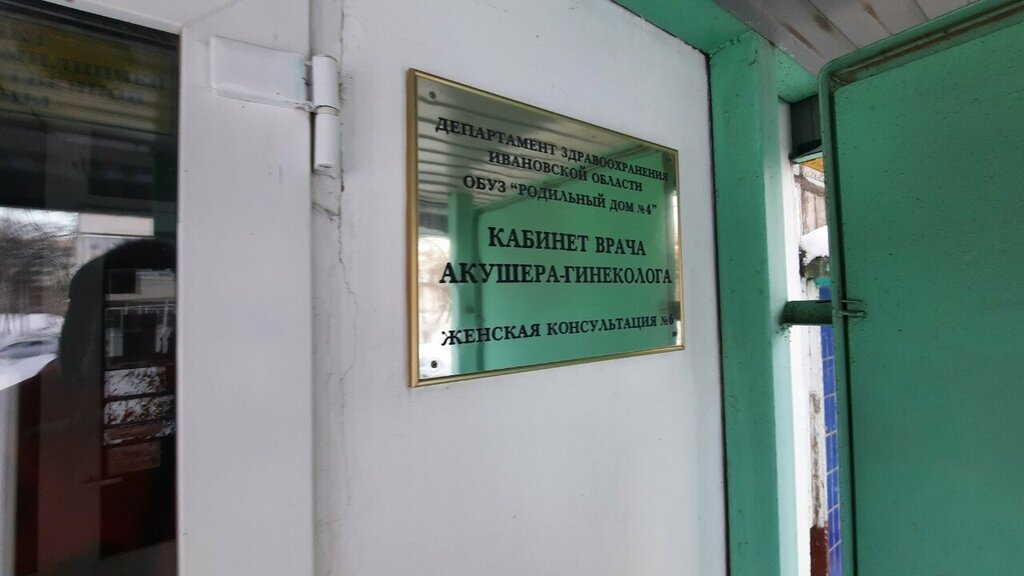 ДЕПАРТАМЕНТ ЗДРАВООХРАНЕНИЯ
ИВАНОВСКОЙ ОБЛАСТИ
ОБУЗ "РОДИЛЬНЫЙ ДОМ №4"
КАБИНЕТ ВРАЧА
АКУШЕРА-ГИНЕКОЛОГА
ЖЕНСКАЯ КОНСУЛЬТАЦИЯ №6